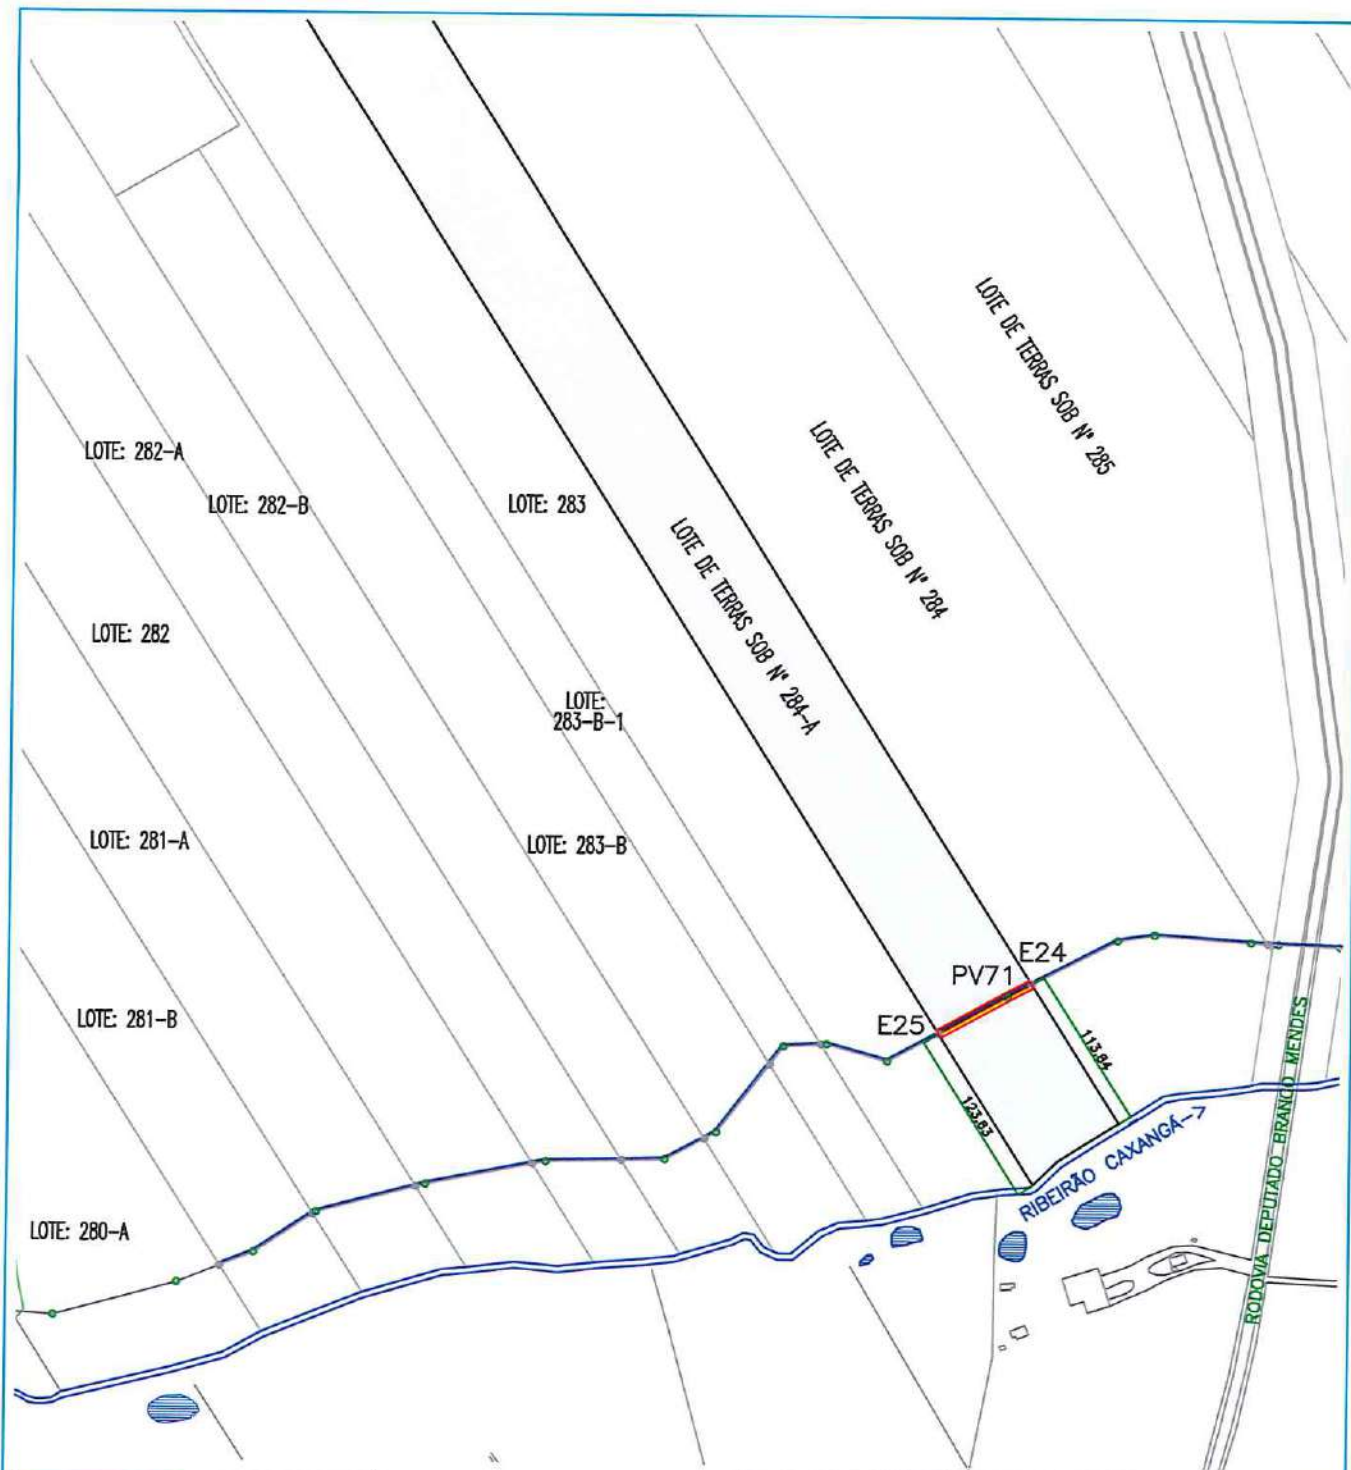 LOTE DE TERRAS SOB Nº 285
LOTE DE TERRAS SOB Nº 284
LOTE: 282-A
LOTE: 282-B
LOTE: 283
LOTE DE TERRAS SOB Nº 284-A
LOTE: 282
LOTE:
283-B-1
LOTE: 281-A
LOTE: 283-B
E24
PV71
LOTE: 281-B
E25
113,84
123,83
RIBEIRÃO CAXANGÁ->
RODOVIA DEPUTADO BRANCO MENDES
LOTE: 280-A